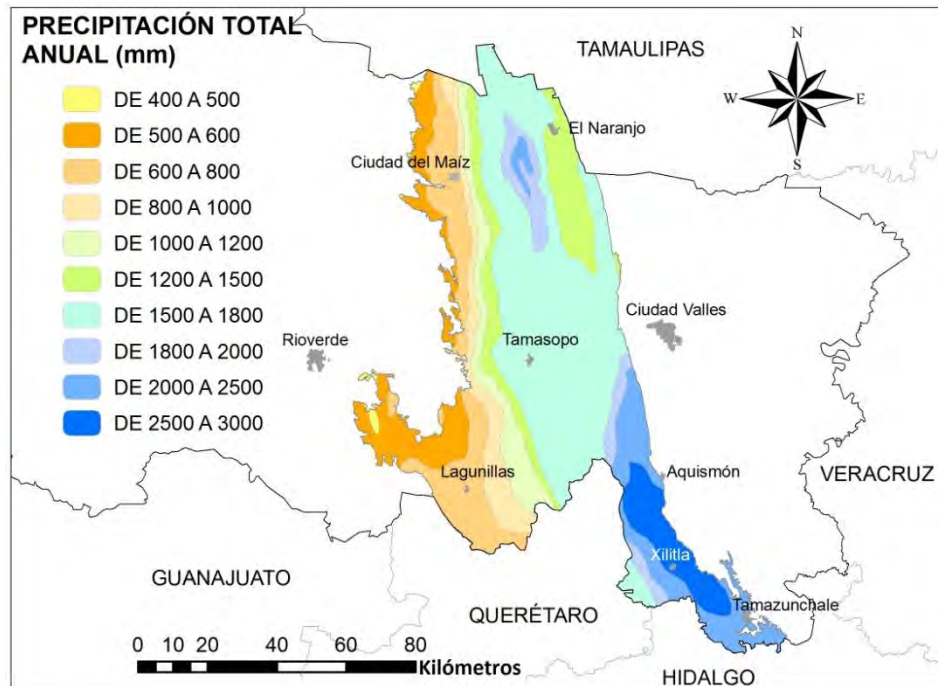 PRECIPITACIÓN TOTAL
ANUAL (mm)
DE 400 A 500
DE 500 A 600
DE 600 A 800
DE 800 A 1000
DE 1000 A 1200
DE 1200 A 1500
DE 1500 A 1800
DE 1800 A 2000
DE 2000 A 2500
DE 2500 A 3000
TAMAULIPAS
N
W
E
S
El Naranjo
Ciudad del Maíz
Ciudad Valles
Rioverde
Tamasopo
Lagunillas
Aquismón
VERACRUZ
Xilitla
GUANAJUATO
QUERÉTARO
Tamazunchale
HIDALGO
0 10 20 40 60 80
Kilómetros